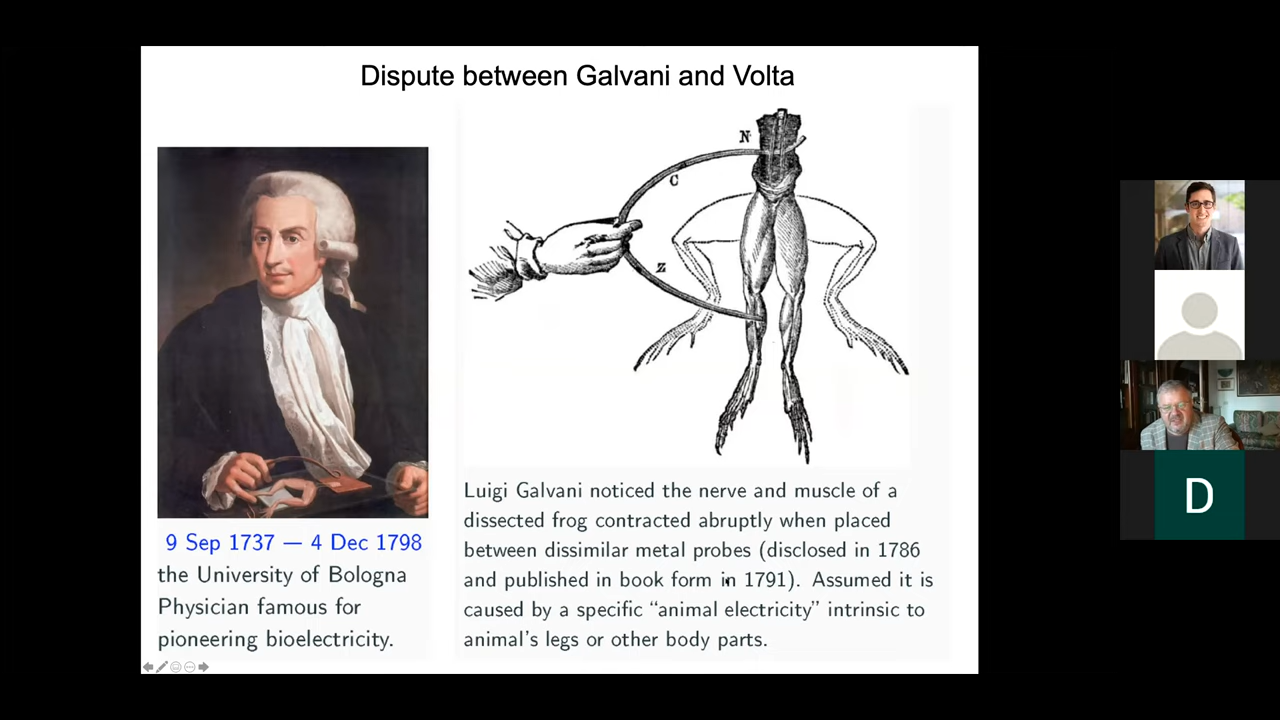 Dispute between Galvani and Volta
N
C
Z
9 Sep 1737 — 4 Dec 1798
the University of Bologna
Physician famous for
pioneering bioelectricity.
Luigi Galvani noticed the nerve and muscle of a
dissected frog contracted abruptly when placed
between dissimilar metal probes (disclosed in 1786
and published in book form in 1791). Assumed it is
caused by a specific “animal electricity” intrinsic to
animal's legs or other body parts.
D